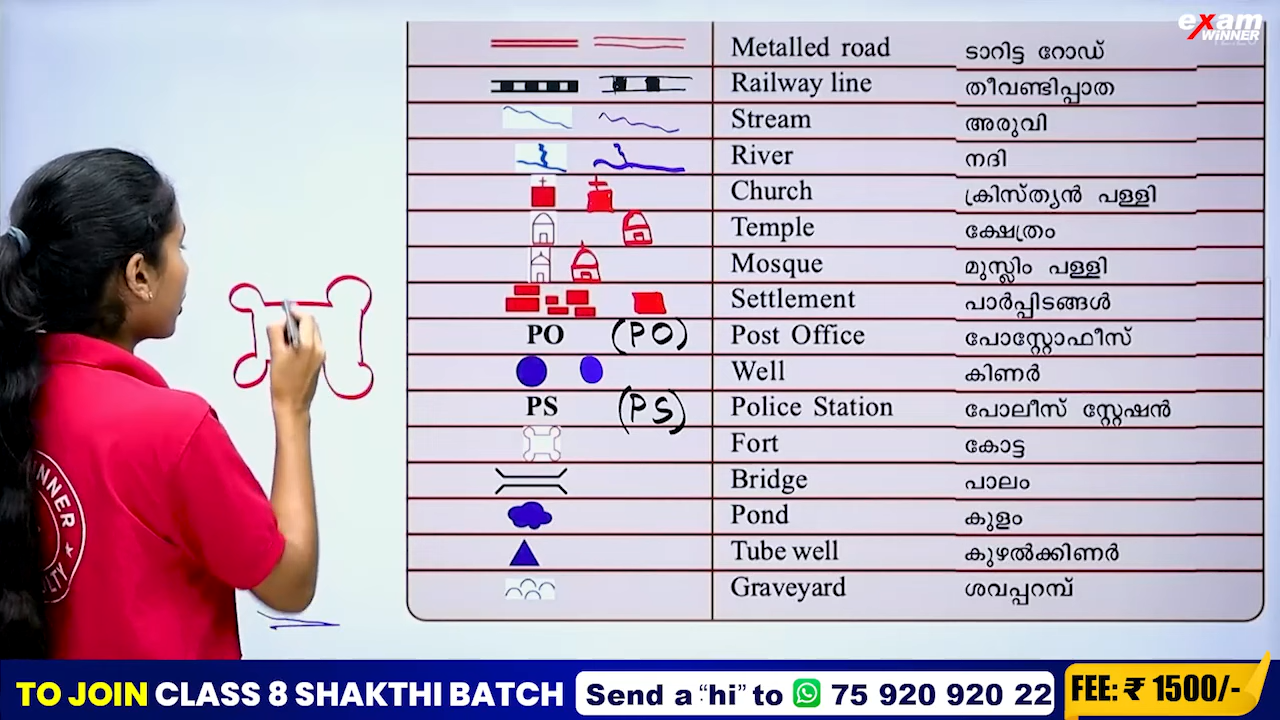 exam
WiNNER
Metalled road ടാറിട്ട റോഡ്
Railway line തീവണ്ടിപ്പാത
Stream അരുവി
River നദി
Church ക്രിസ്ത്യൻ പള്ളി
Temple ക്ഷേത്രം
Mosque മുസ്ലിം പള്ളി
Settlement പാർപ്പിടങ്ങൾ
PO (PO) Post Office പോസ്റ്റോഫീസ്
Well കിണർ
PS (PS) Police Station പോലീസ് സ്റ്റേഷൻ
Fort കോട്ട
Bridge പാലം
Pond കുളം
Tube well കുഴൽക്കിണർ
Graveyard ശവപ്പറമ്പ്
TO JOIN CLASS 8 SHAKTHI BATCH Send a “hi” to 75 920 920 22 FEE: ₹ 1500/-